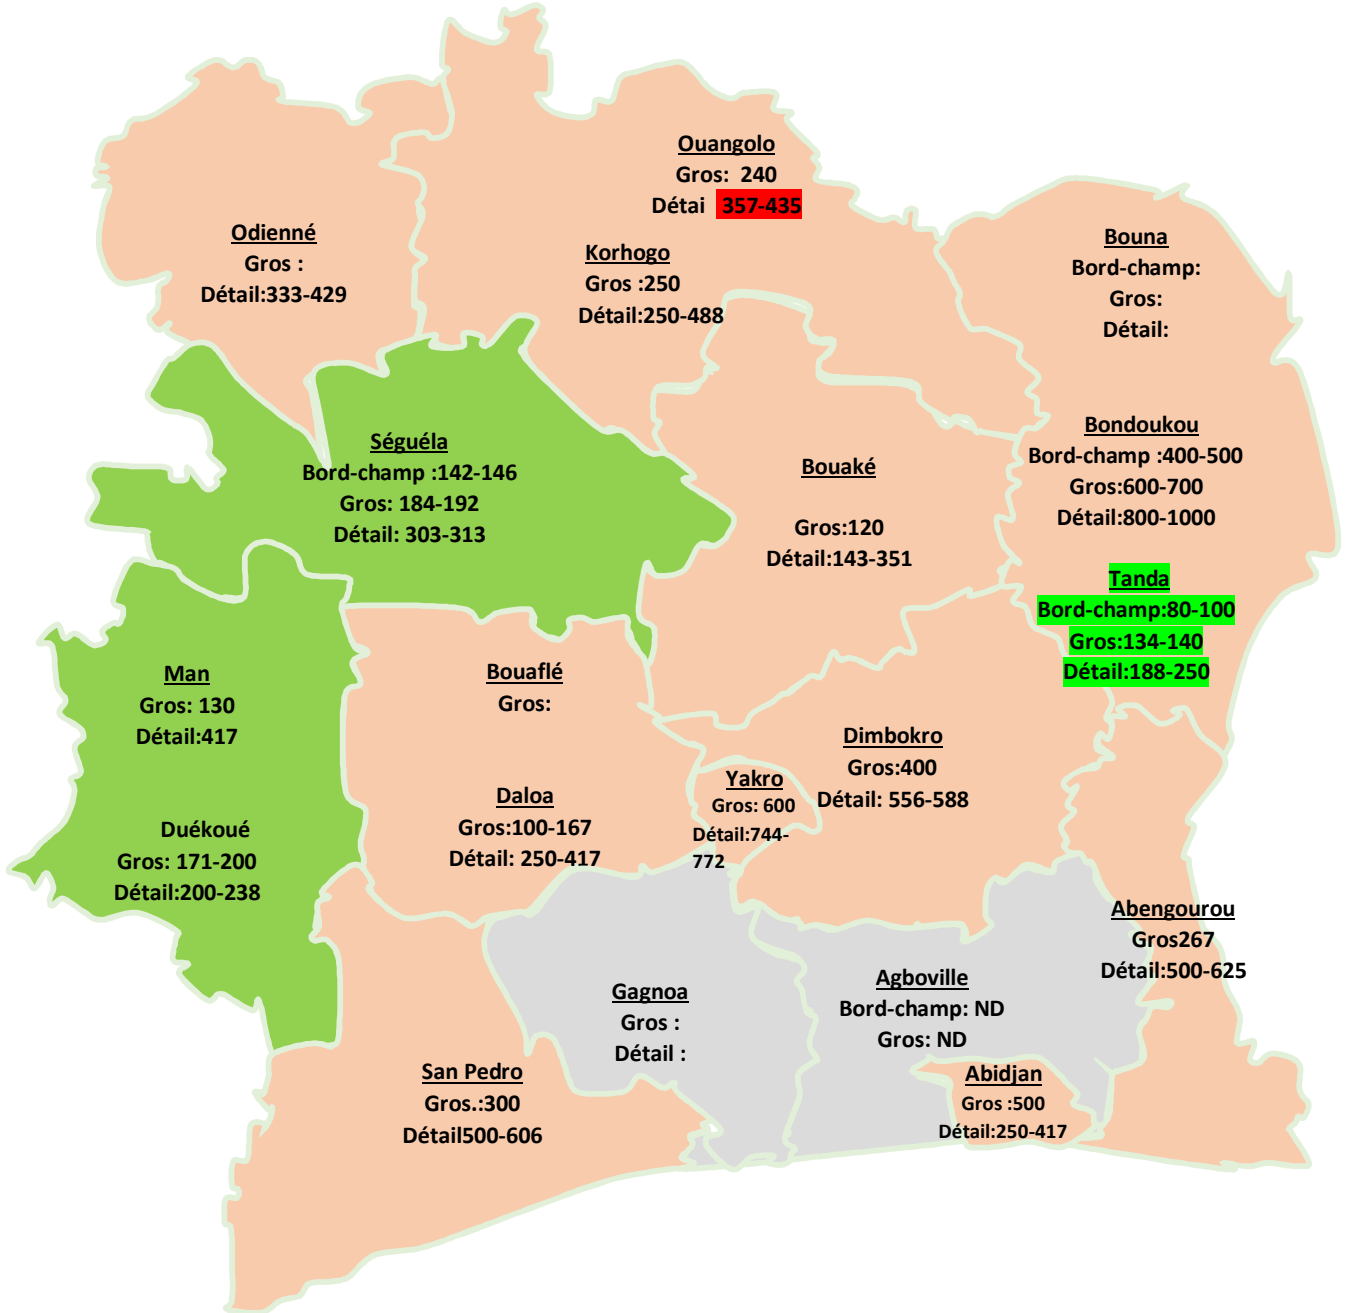 Ouangolo
Gros:  240
Détai  357-435
Odienné
Gros :
Détail:333-429
Korhogo
Gros :250
Détail:250-488
Bouna
Bord-champ:
Gros:
Détail:
Séguéla
Bord-champ :142-146
Gros: 184-192
Détail: 303-313
Bouaké
Gros:120
Détail:143-351
Bondoukou
Bord-champ :400-500
Gros:600-700
Détail:800-1000
Tanda
Bord-champ:80-100
Gros:134-140
Détail:188-250
Man
Gros: 130
Détail:417
Bouaflé
Gros:
Dimbokro
Gros:400
Détail: 556-588
Yakro
Gros: 600
Détail:744-
772
Daloa
Gros:100-167
Détail: 250-417
Duékoué
Gros: 171-200
Détail:200-238
Abengourou
Gros267
Détail:500-625
Gagnoa
Gros :
Détail :
Agboville
Bord-champ: ND
Gros: ND
San Pedro
Gros.:300
Détail500-606
Abidjan
Gros :500
Détail:250-417